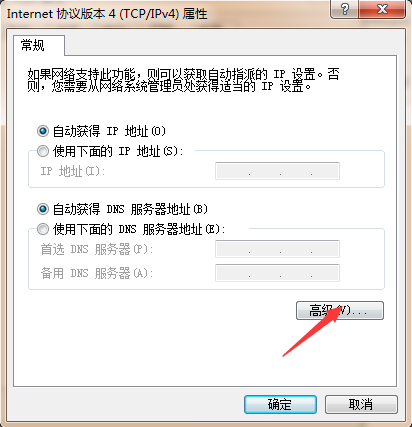 Internet 协议版本 4 (TCP/IPv4) 属性
常规
如果网络支持此功能，则可以获取自动指派的 IP 设置。否
则，您需要从网络系统管理员处获得适当的 IP 设置。
自动获得 IP 地址(O)
使用下面的 IP 地址(S):
IP 地址(I):
自动获得 DNS 服务器地址(B)
使用下面的 DNS 服务器地址(E):
首选 DNS 服务器(P):
备用 DNS 服务器(A):
高级(V)...
确定
取消